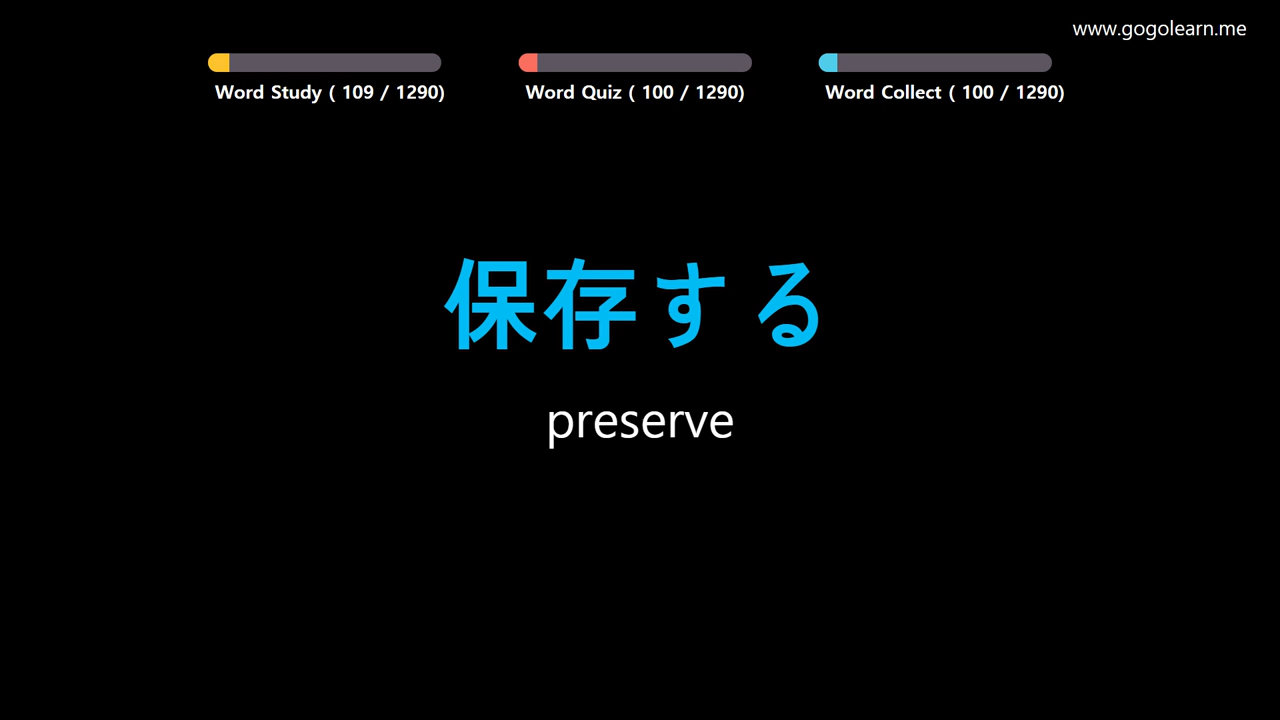 www.gogolearn.me
Word Study ( 109 / 1290)
Word Quiz ( 100 / 1290)
Word Collect ( 100 / 1290)
保存する
preserve